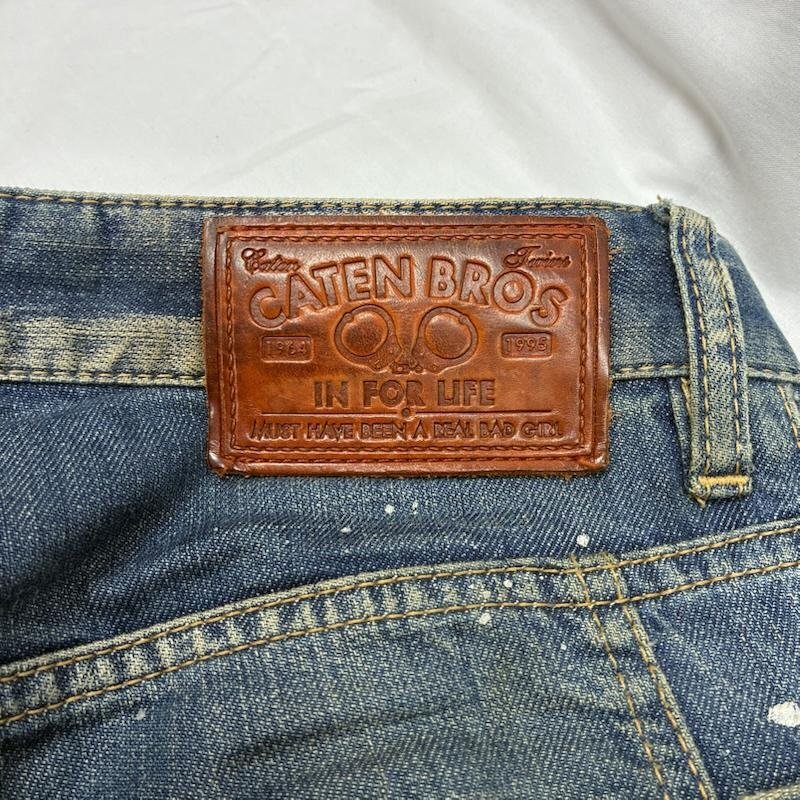 Caten Twins
CATEN BROS
1964 1995
IN FOR LIFE
MUST HAVE BEEN A REAL BAD GIRL